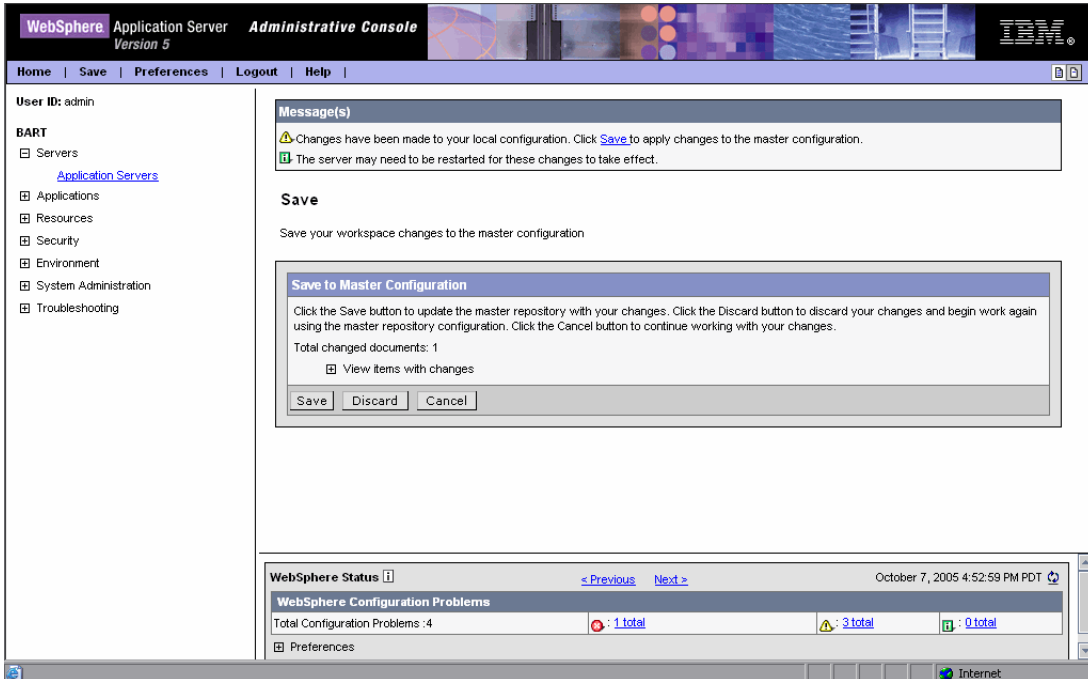 WebSphere Application Server Administrative Console
Version 5
IBM®
Home | Save | Preferences | Logout | Help |
User ID: admin
BART
Servers
Application Servers
Applications
Resources
Security
Environment
System Administration
Troubleshooting
Message(s)
Changes have been made to your local configuration. Click Save to apply changes to the master configuration.
The server may need to be restarted for these changes to take effect.
Save
Save your workspace changes to the master configuration
Save to Master Configuration
Click the Save button to update the master repository with your changes. Click the Discard button to discard your changes and begin work again
using the master repository configuration. Click the Cancel button to continue working with your changes.
Total changed documents: 1
View items with changes
Save Discard Cancel
WebSphere Status i < Previous Next > October 7, 2005 4:52:59 PM PDT
WebSphere Configuration Problems
Total Configuration Problems :4 : 1 total : 3 total : 0 total
Preferences
Internet